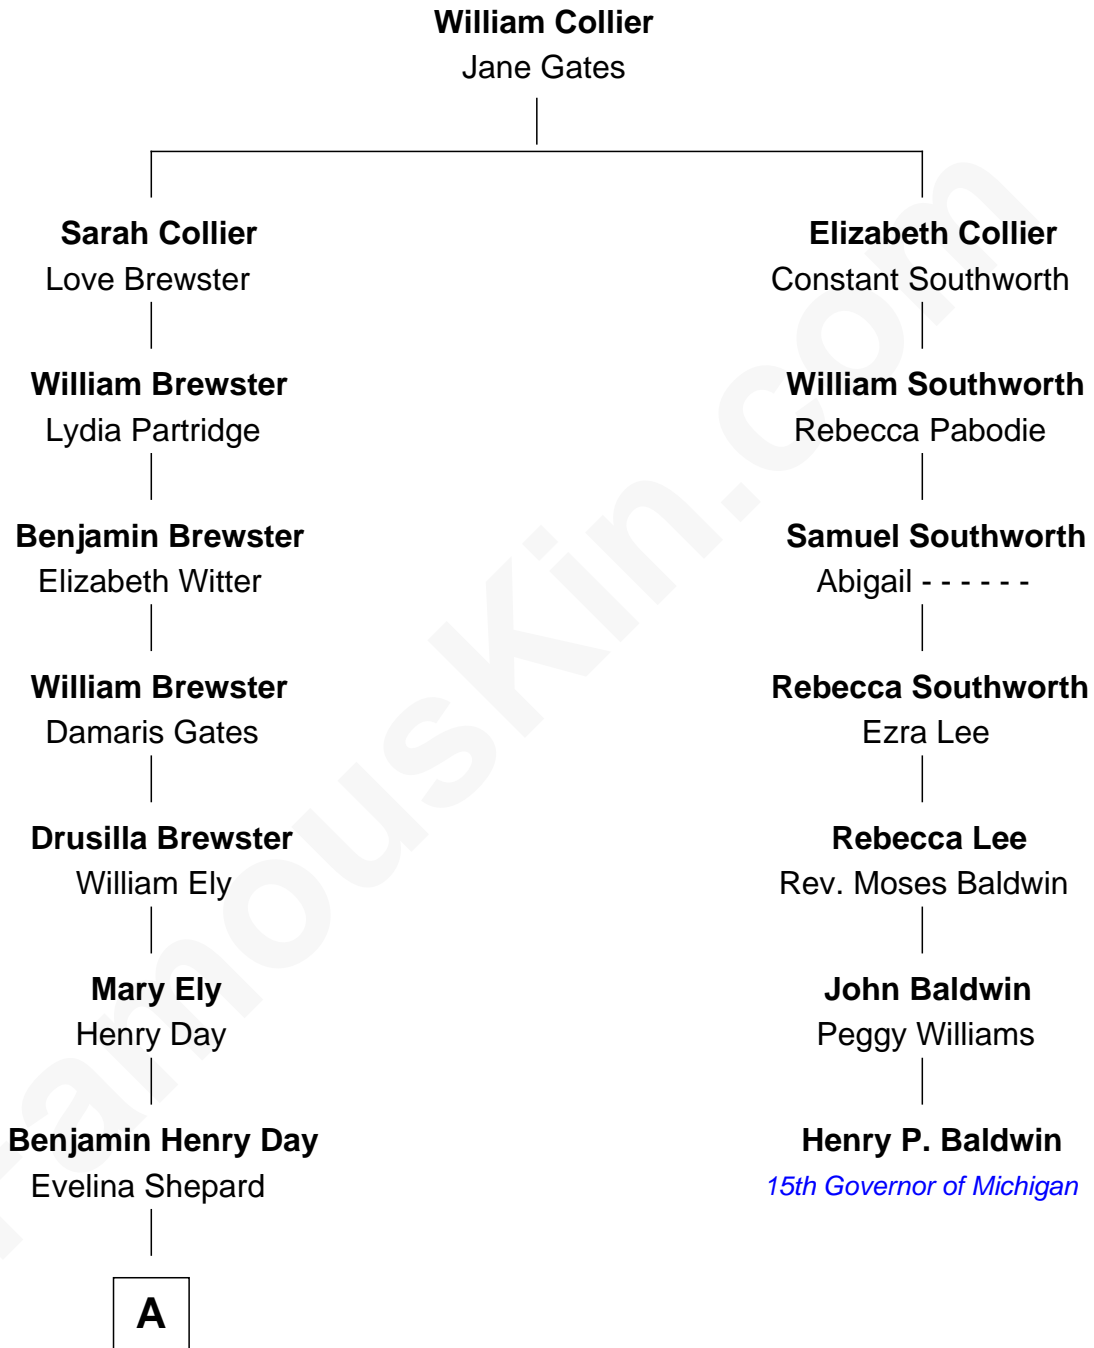 William Collier
Jane Gates
Sarah Collier
Love Brewster
Elizabeth Collier
Constant Southworth
William Brewster
Lydia Partridge
William Southworth
Rebecca Pabodie
Benjamin Brewster
Elizabeth Witter
Samuel Southworth
Abigail - - - - - -
William Brewster
Damaris Gates
Rebecca Southworth
Ezra Lee
Drusilla Brewster
William Ely
Rebecca Lee
Rev. Moses Baldwin
Mary Ely
Henry Day
John Baldwin
Peggy Williams
Benjamin Henry Day
Evelina Shepard
Henry P. Baldwin
15th Governor of Michigan
A
FamousKin.com